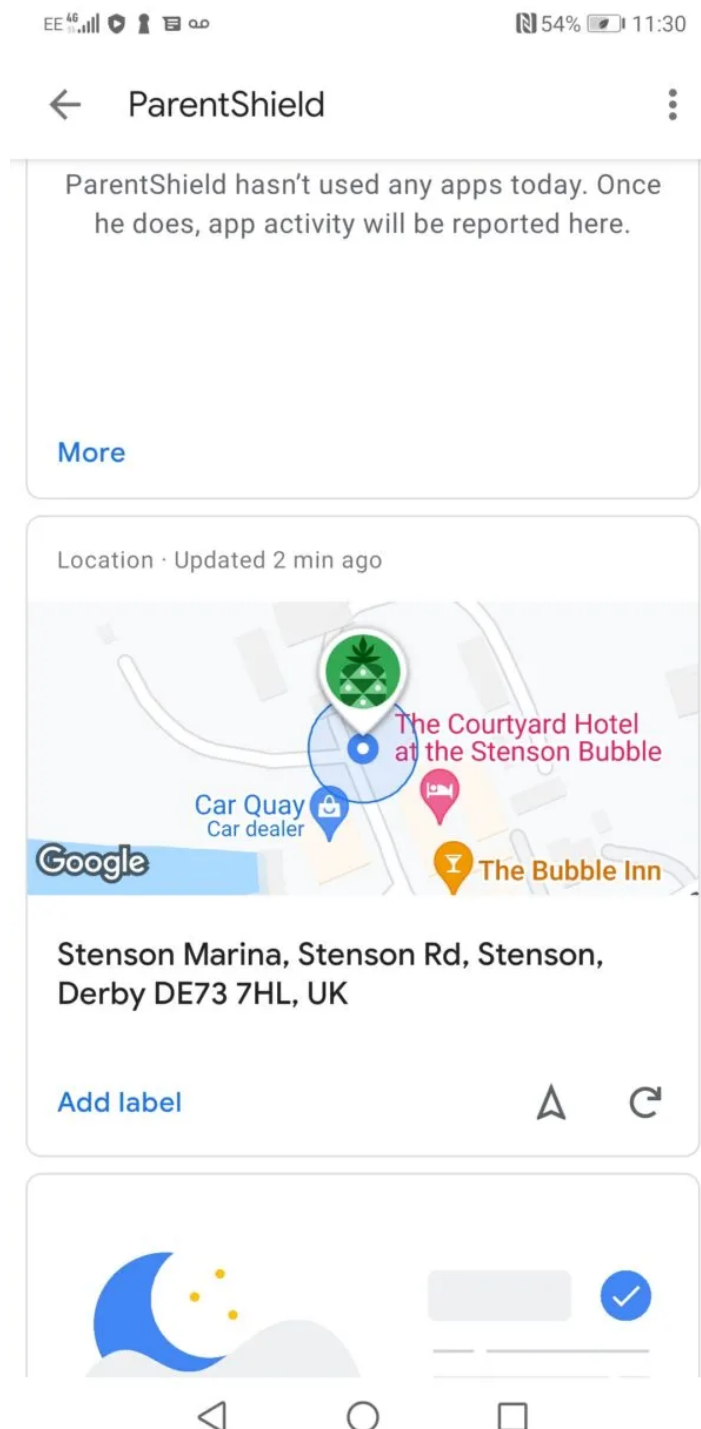 EE 4G 54% 11:30
ParentShield
ParentShield hasn't used any apps today. Once
he does, app activity will be reported here.
More
Location · Updated 2 min ago
The Courtyard Hotel
at the Stenson Bubble
Car Quay
Car dealer
Google
The Bubble Inn
Stenson Marina, Stenson Rd, Stenson,
Derby DE73 7HL, UK
Add label